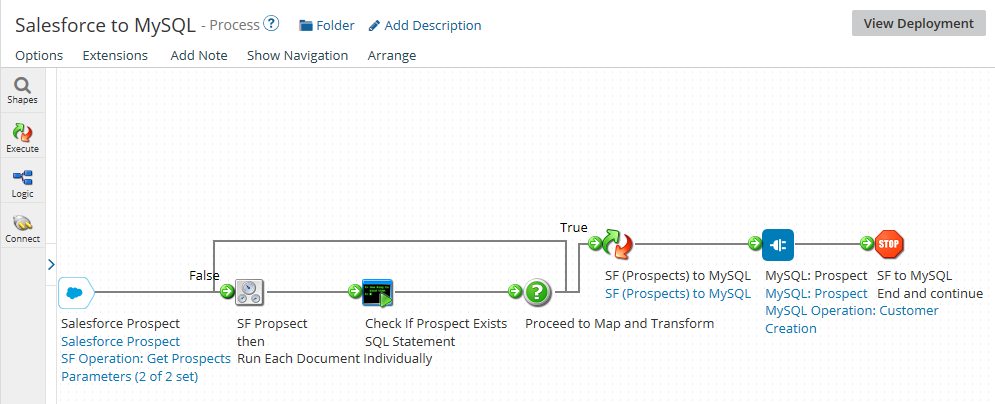 Salesforce to MySQL - Process ? Folder Add Description
View Deployment
Options Extensions Add Note Show Navigation Arrange
Shapes
Execute
Logic
Connect
True
False
STOP
Salesforce Prospect
Salesforce Prospect
SF Operation: Get Prospects
Parameters (2 of 2 set)
SF Propsect
then
Run Each Document Individually
Check If Prospect Exists
SQL Statement
?
Proceed to Map and Transform
SF (Prospects) to MySQL
SF (Prospects) to MySQL
MySQL: Prospect
MySQL: Prospect
MySQL Operation: Customer
Creation
SF to MySQL
End and continue